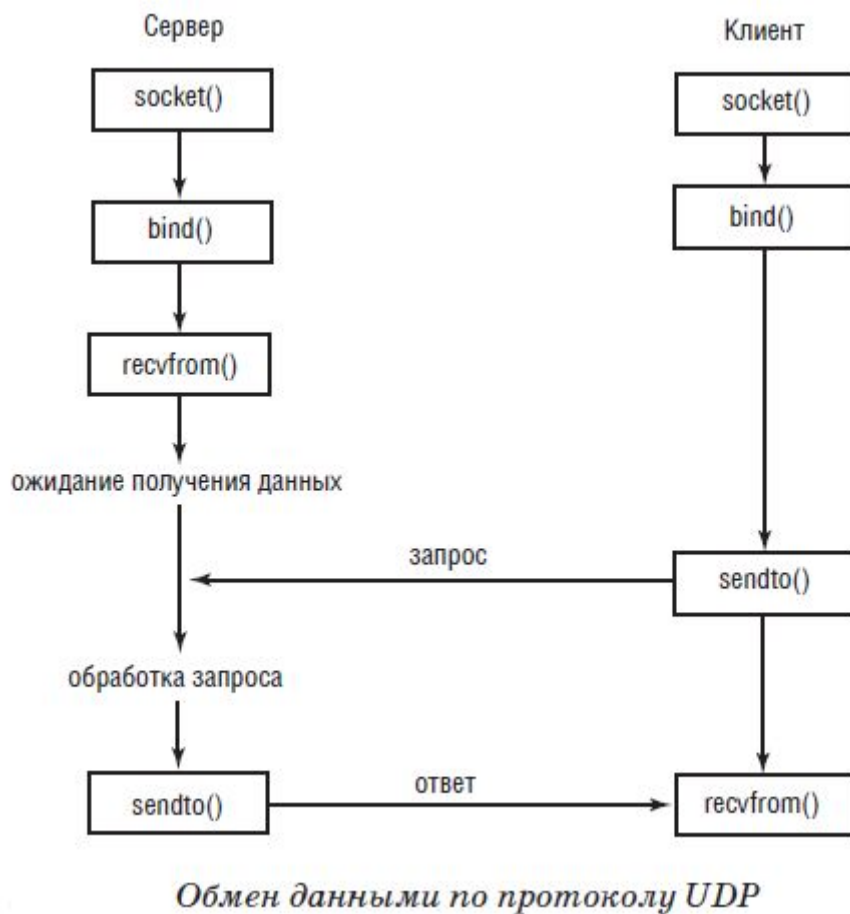 Сервер
Клиент
socket()
socket()
bind()
bind()
recvfrom()
ожидание получения данных
запрос
sendto()
обработка запроса
ответ
sendto()
recvfrom()
Обмен данными по протоколу UDP